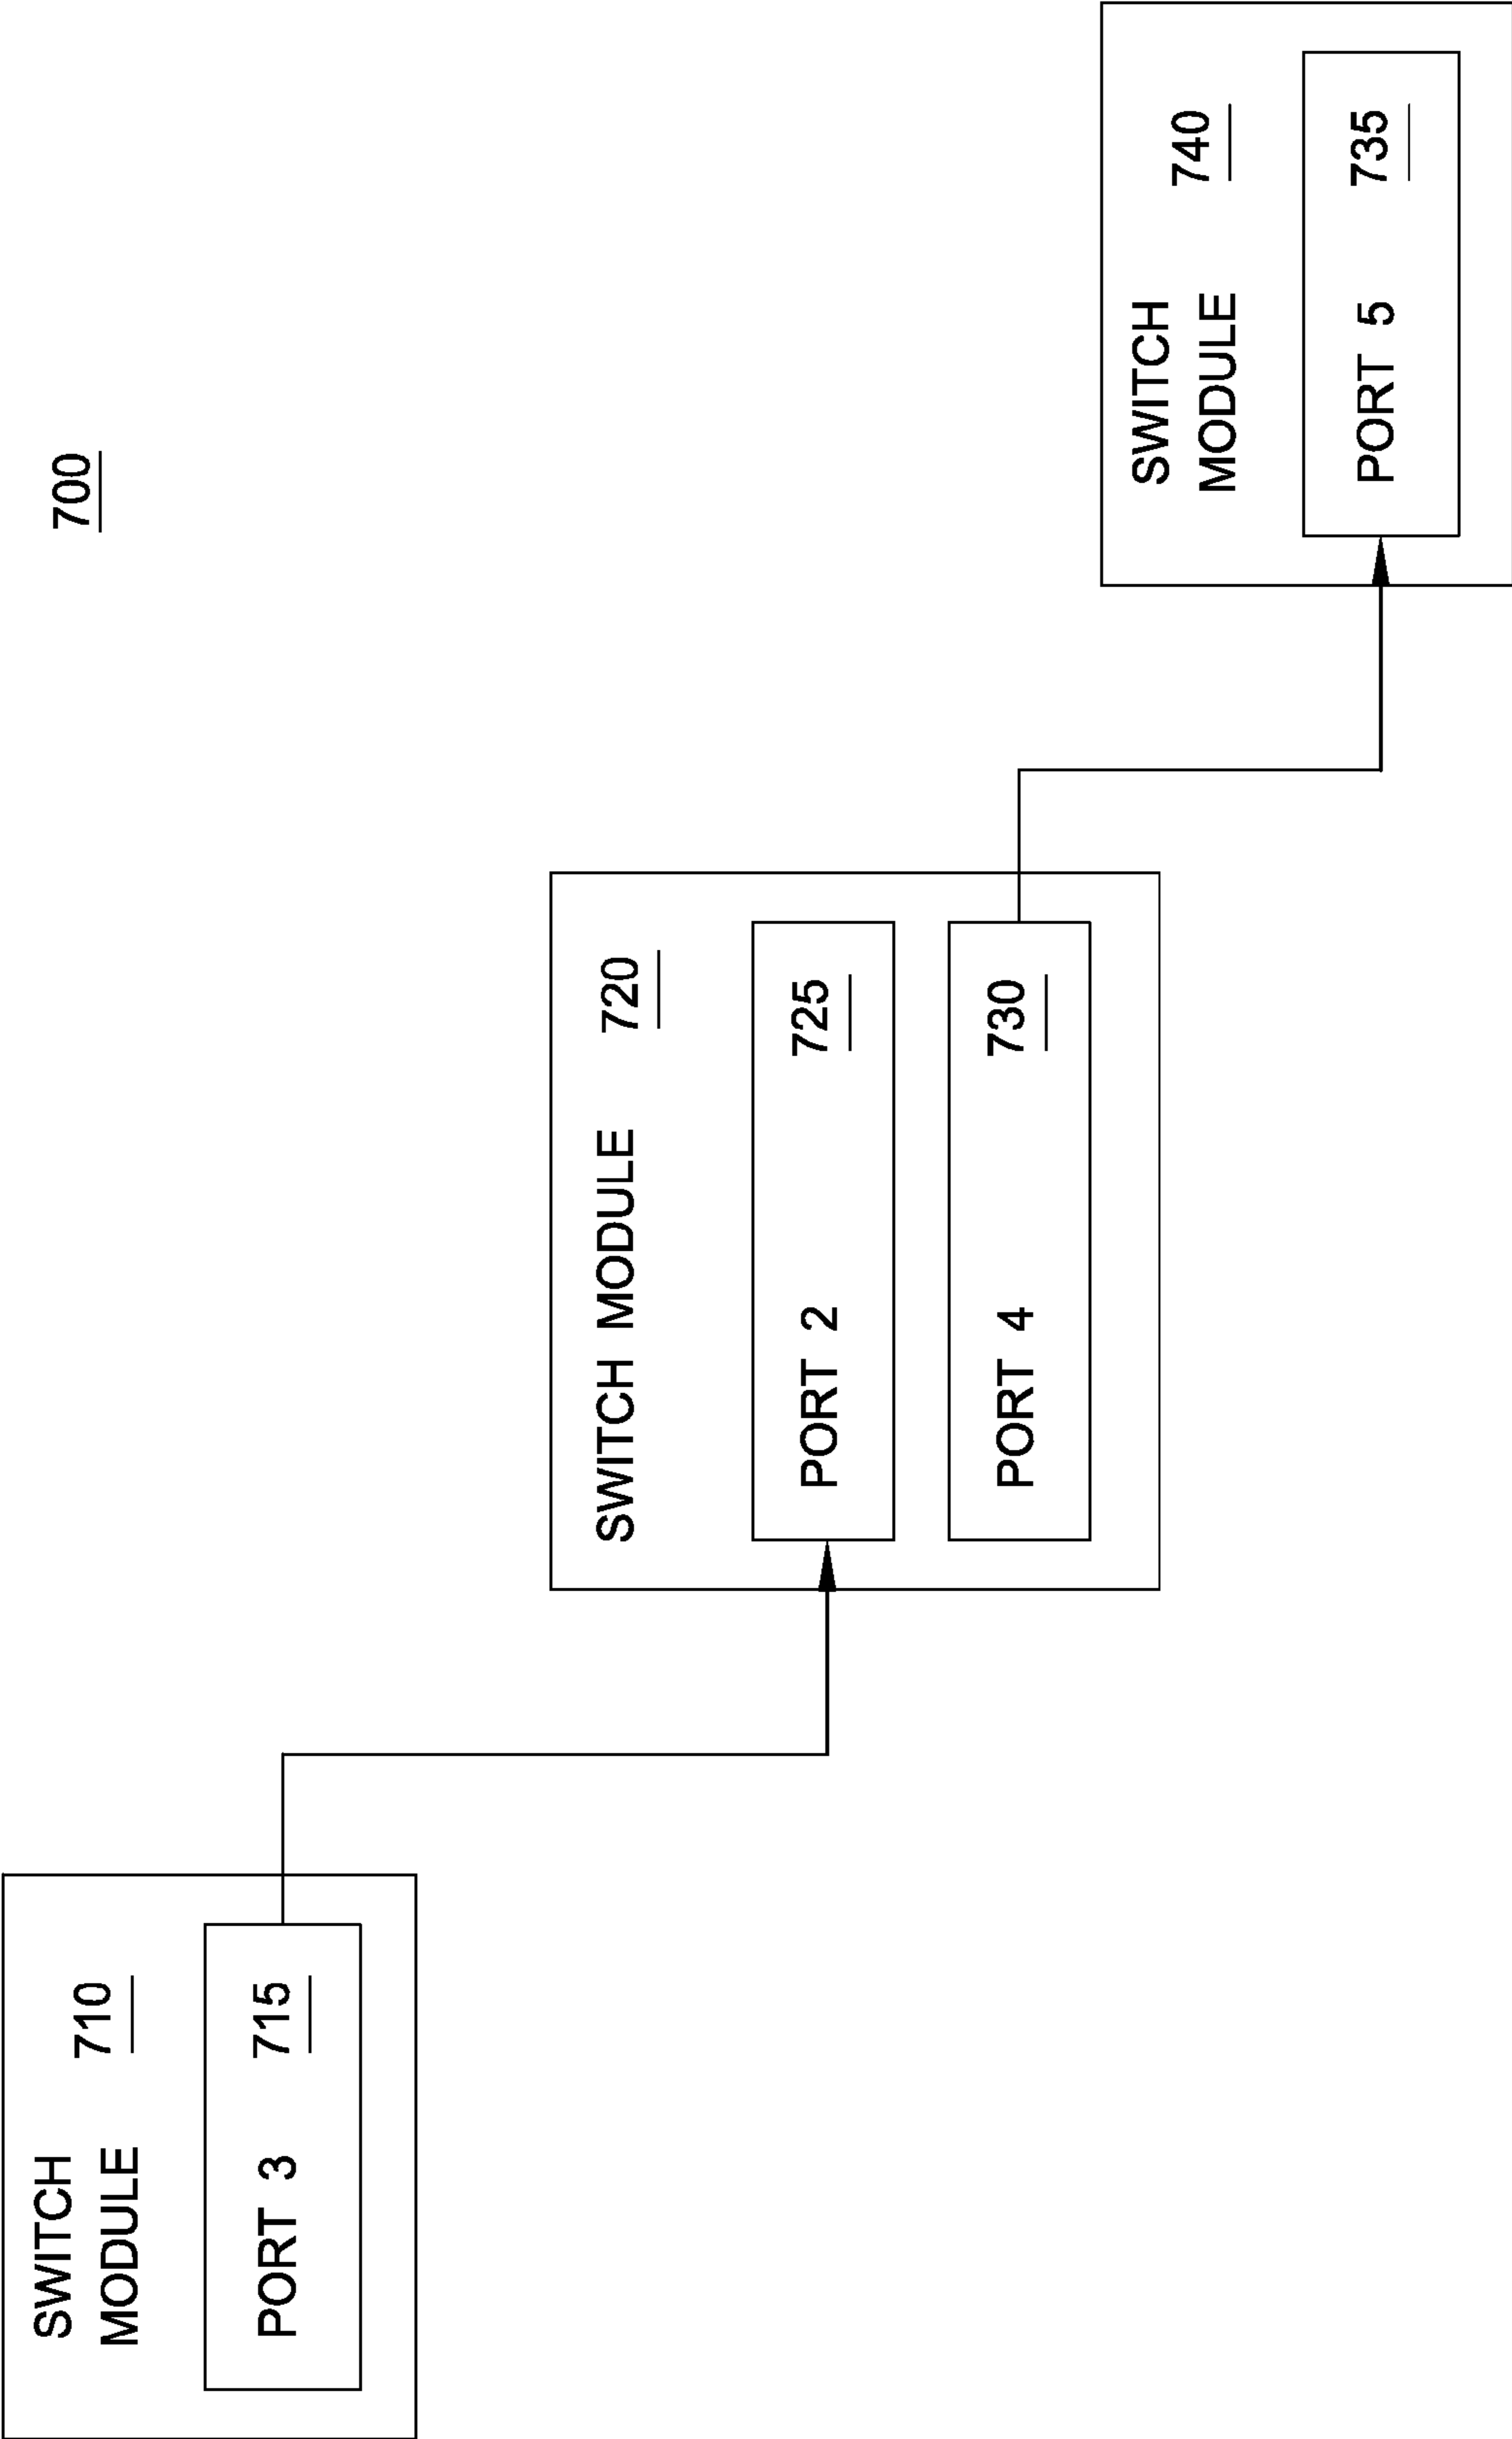 700
SWITCH
MODULE
710
PORT 3
715
SWITCH MODULE
720
PORT 2
725
PORT 4
730
SWITCH
MODULE
740
PORT 5
735